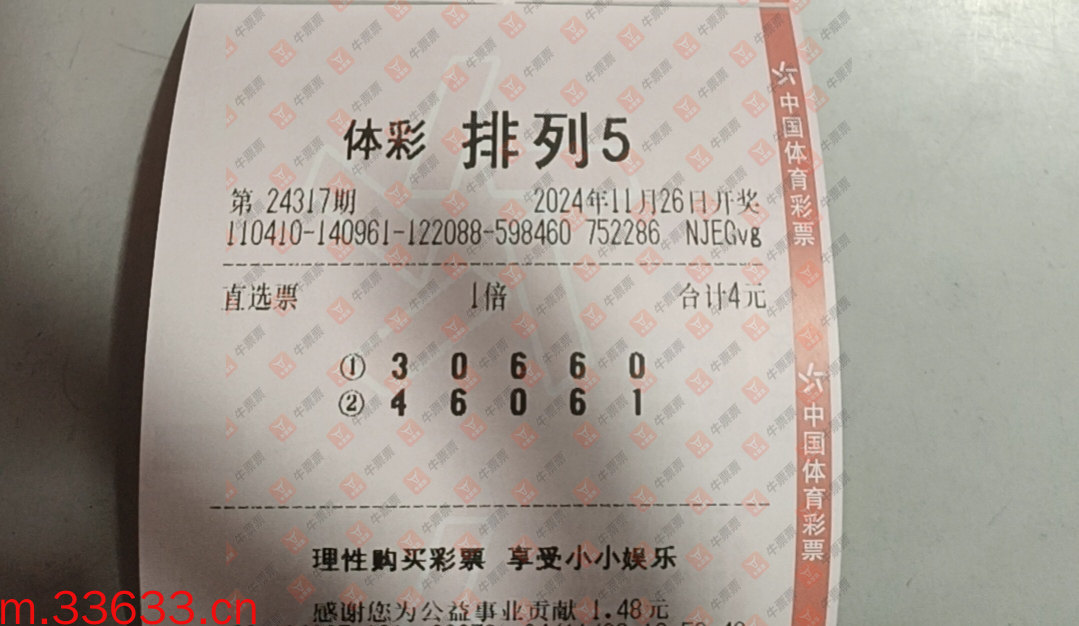 体彩 排列5
第 24317期 2024年11月26日开奖
110410-140961-122088-598460 752286 NJEGvg
直选票 1倍 合计4元
① 3 0 6 6 0
② 4 6 0 6 1
理性购买彩票 享受小小娱乐
感谢您为公益事业贡献 1.48元
中国体育彩票
中国体育彩票
牛票票
m.33633.cn